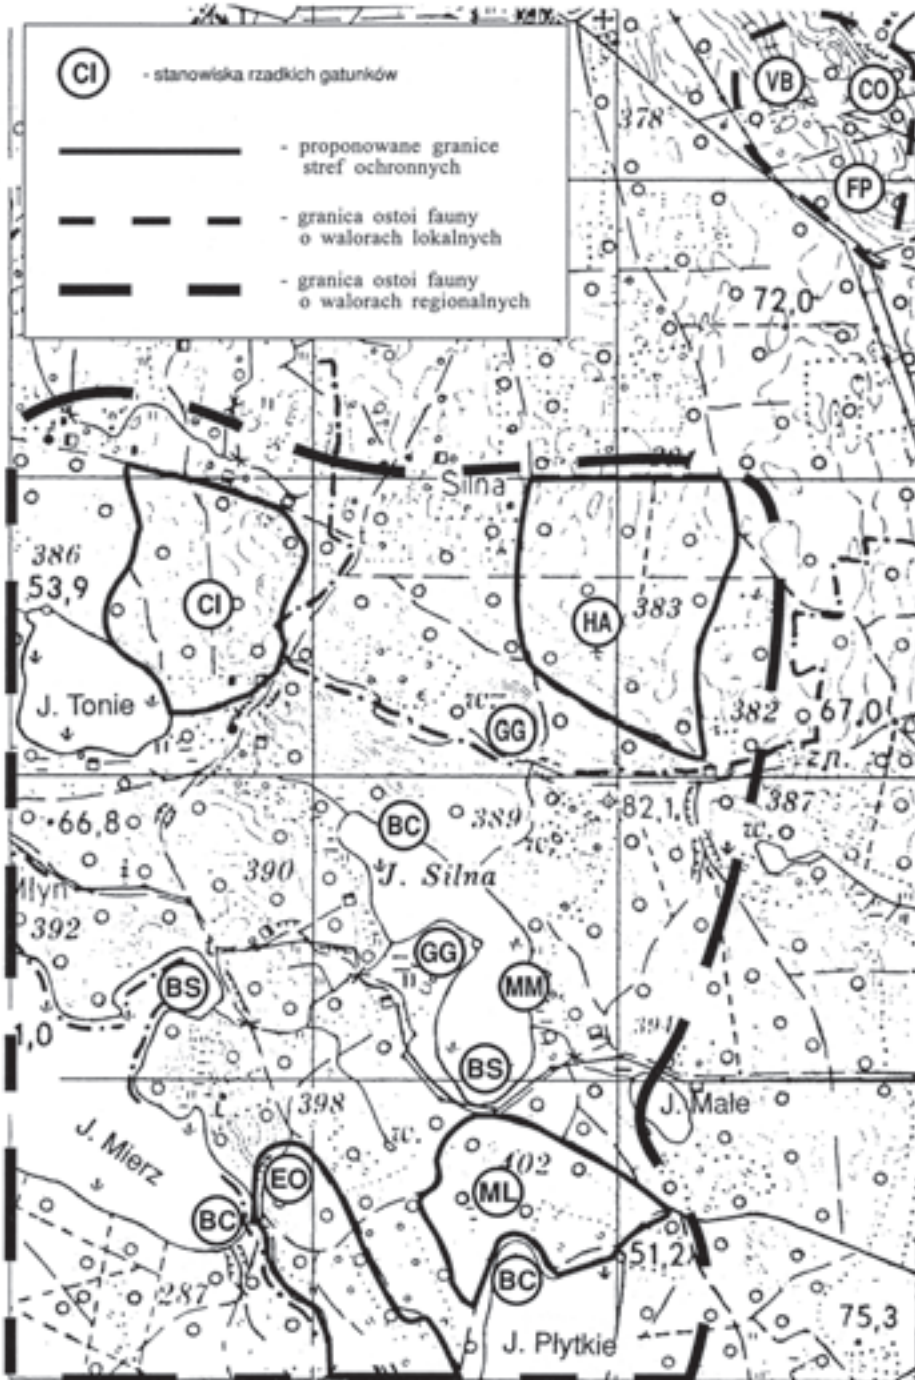 CI
- stanowiska rzadkich gatunków
- proponowane granice
stref ochronnych
- granica ostoi fauny
o walorach lokalnych
- granica ostoi fauny
o walorach regionalnych
VB
CO
378
FP
72,0
Silna
386
53,9
CI
HA
383
J. Tonie
w.
GG
382
67,0
zn.
66,8
BC
389
82,1
387
w.
w.
390
J. Silna
Młyn
392
GG
BS
MM
1,0
394
BS
J. Małe
398
w.
J. Mierz
402
EO
ML
BC
51,2
BC
287
75,3
J. Płytkie